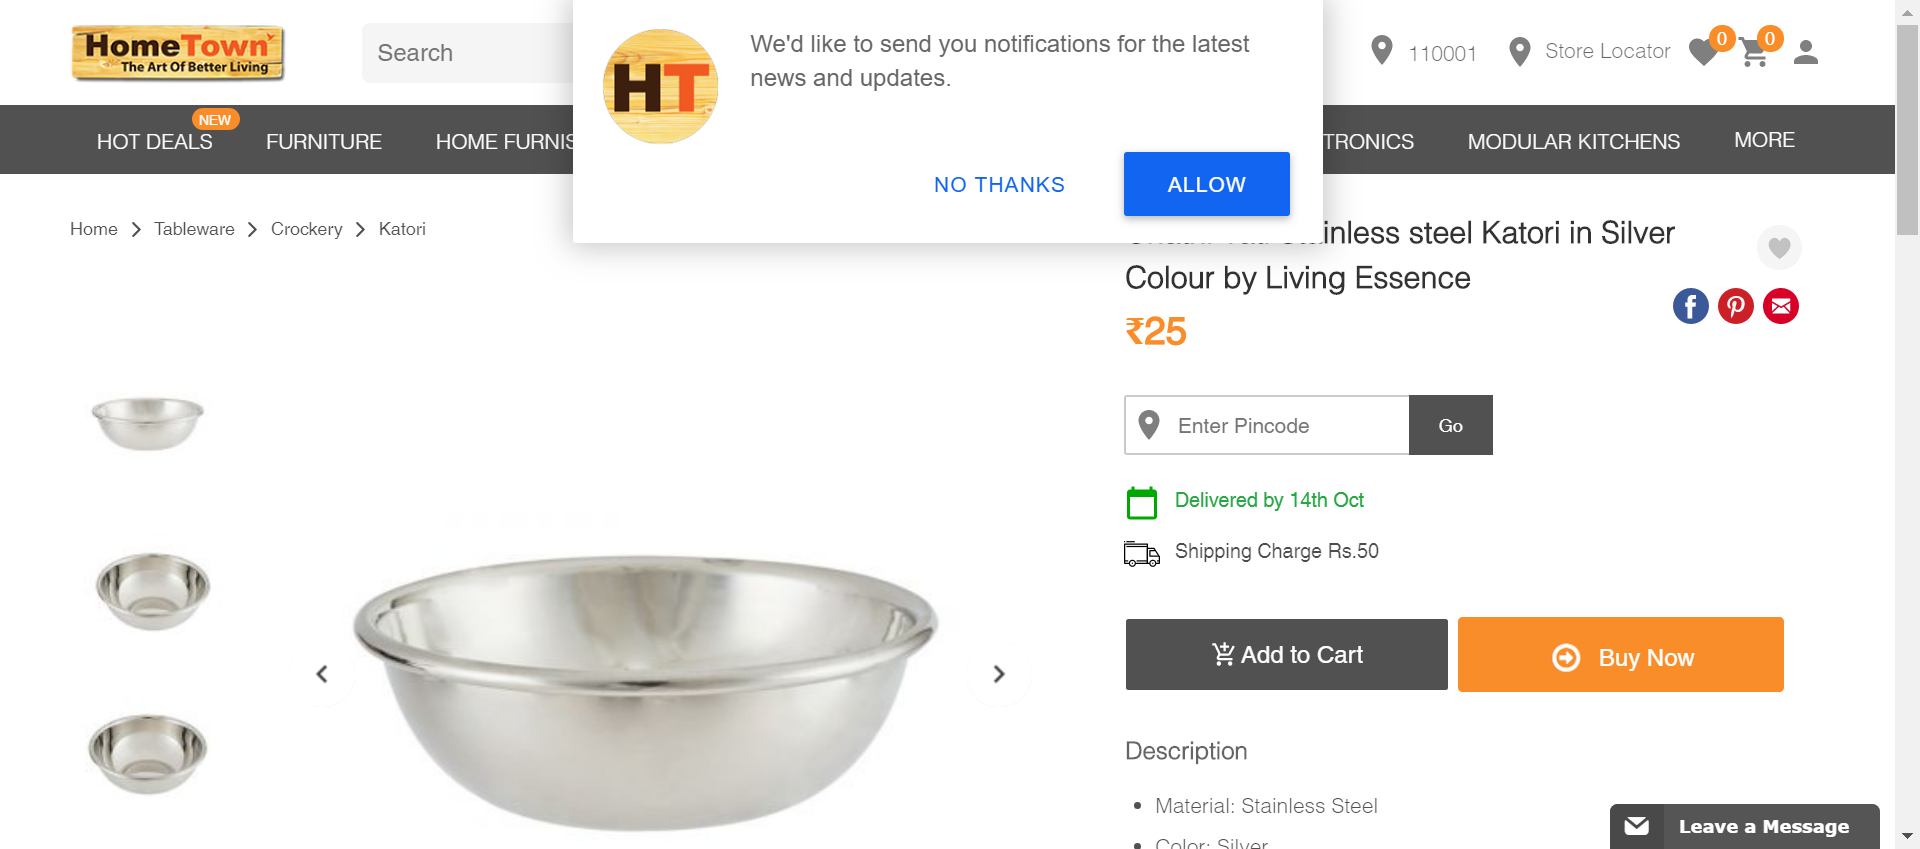 HomeTown
The Art Of Better Living
Search
We'd like to send you notifications for the latest
news and updates.
HT
NO THANKS
ALLOW
110001
Store Locator
0
0
HOT DEALS
NEW
FURNITURE
HOME FURNIS
TRONICS
MODULAR KITCHENS
MORE
Home
Tableware
Crockery
Katori
inless steel Katori in Silver
Colour by Living Essence
₹25
Enter Pincode
Go
Delivered by 14th Oct
Shipping Charge Rs.50
Add to Cart
Buy Now
Description
Material: Stainless Steel
Color: Silver
Leave a Message